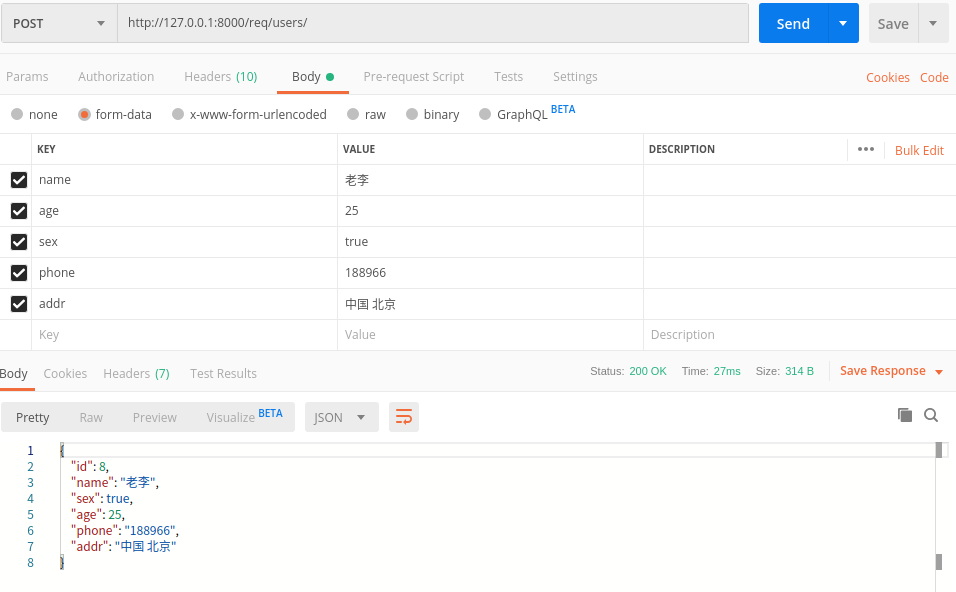 POST http://127.0.0.1:8000/req/users/ Send Save
Params Authorization Headers (10) Body Pre-request Script Tests Settings Cookies Code
none form-data x-www-form-urlencoded raw binary GraphQL BETA
KEY VALUE DESCRIPTION ••• Bulk Edit
name 老李
age 25
sex true
phone 188966
addr 中国 北京
Key Value Description
Body Cookies Headers (7) Test Results Status: 200 OK Time: 27ms Size: 314 B Save Response
Pretty Raw Preview Visualize BETA JSON
1 {
2 "id": 8,
3 "name": "老李",
4 "sex": true,
5 "age": 25,
6 "phone": "188966",
7 "addr": "中国 北京"
8 }